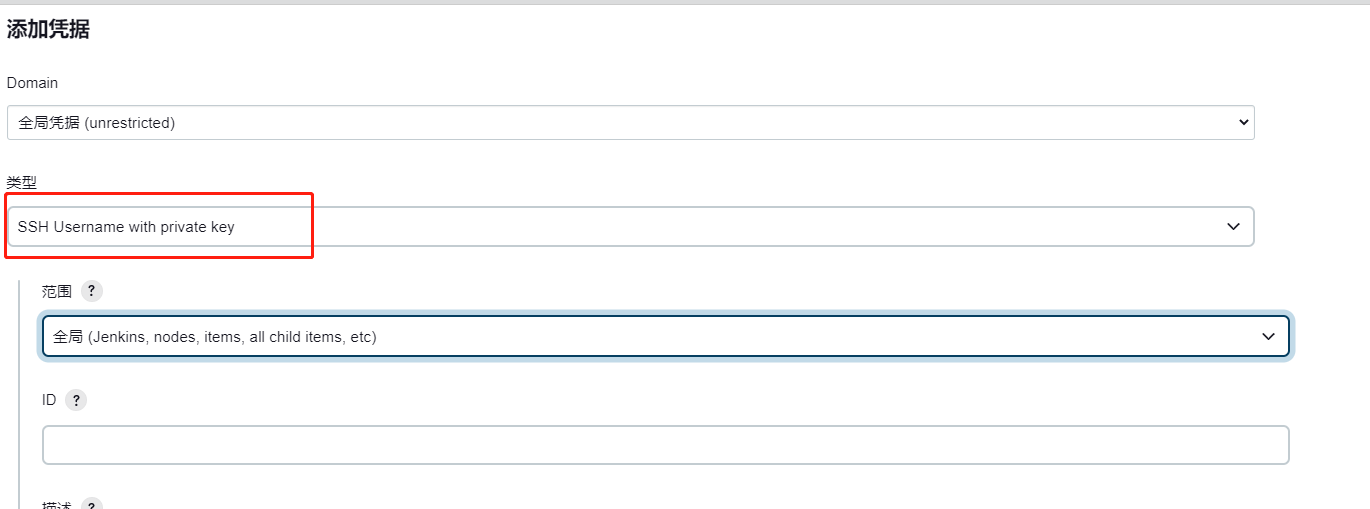 添加凭据
Domain
全局凭据 (unrestricted)
类型
SSH Username with private key
范围 ?
全局 (Jenkins, nodes, items, all child items, etc)
ID ?
描述 ?